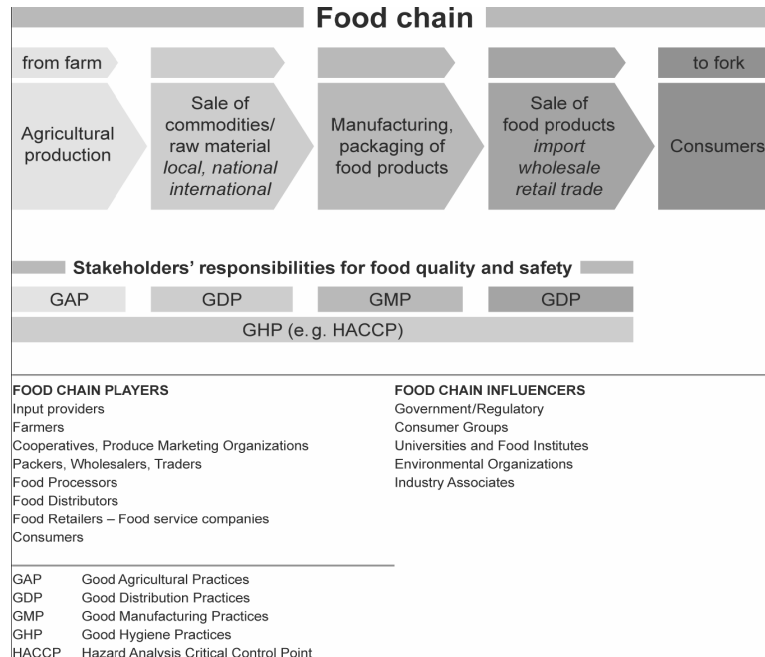 Food chain
from farm
to fork
Agricultural
production
Sale of
commodities/
raw material
local, national
international
Manufacturing,
packaging of
food products
Sale of
food products
import
wholesale
retail trade
Consumers
Stakeholders’ responsibilities for food quality and safety
GAP
GDP
GMP
GDP
GHP (e. g. HACCP)
FOOD CHAIN PLAYERS
Input providers
Farmers
Cooperatives, Produce Marketing Organizations
Packers, Wholesalers, Traders
Food Processors
Food Distributors
Food Retailers – Food service companies
Consumers
FOOD CHAIN INFLUENCERS
Government/Regulatory
Consumer Groups
Universities and Food Institutes
Environmental Organizations
Industry Associates
GAP Good Agricultural Practices
GDP Good Distribution Practices
GMP Good Manufacturing Practices
GHP Good Hygiene Practices
HACCP Hazard Analysis Critical Control Point